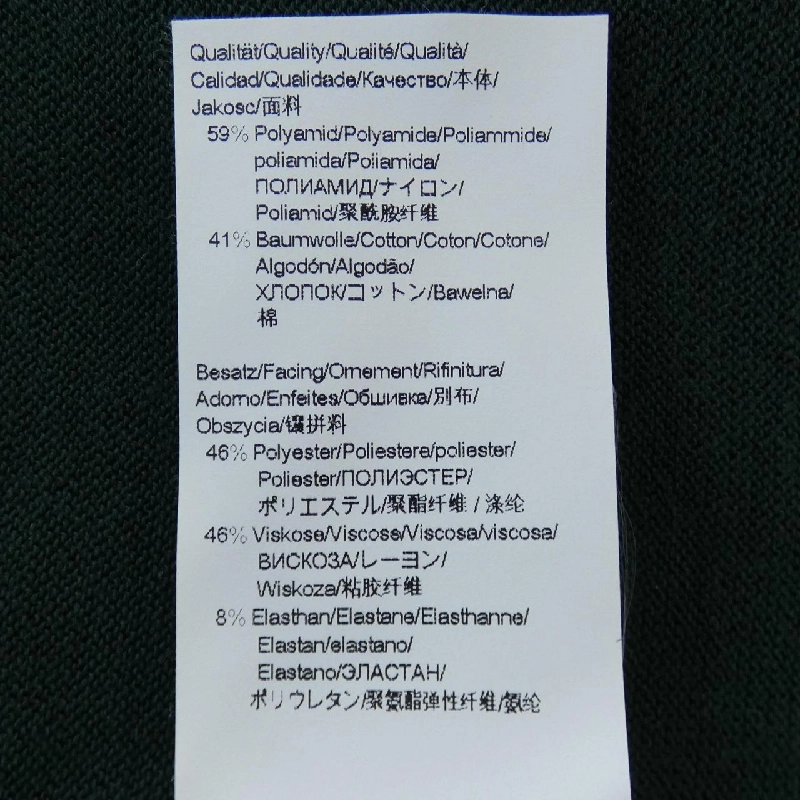 Qualität/Quality/Qualité/Qualità/
Calidad/Qualidade/Качество/本体/
Jakosc/面料
59% Polyamid/Polyamide/Poliammide/
poliamida/Poliamida/
ПОЛИАМИД/ナイロン/
Poliamid/聚酰胺纤维
41% Baumwolle/Cotton/Coton/Cotone/
Algodón/Algodão/
ХЛОПОК/コットン/Bawelna/
棉
Besatz/Facing/Ornement/Rifinitura/
Adorno/Enfeites/Обшивка/別布/
Obszycia/镶拼料
46% Polyester/Poliestere/poliester/
Poliester/ПОЛИЭСТЕР/
ポリエステル/聚酯纤维 / 涤纶
46% Viskose/Viscose/Viscosa/viscosa/
ВИСКОЗА/レーヨン/
Wiskoza/粘胶纤维
8% Elasthan/Elastane/Elasthanne/
Elastan/elastano/
Elastano/ЭЛАСТАН/
ポリウレタン/聚氨酯弹性纤维/氨纶